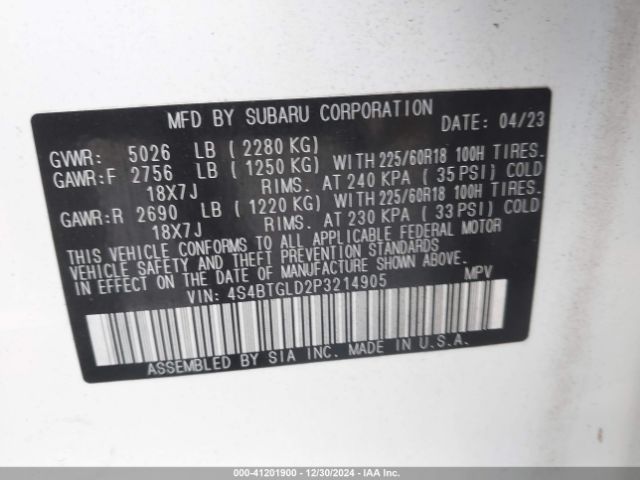 MFD BY SUBARU CORPORATION DATE: 04/23
GVWR: 5026 LB ( 2280 KG)
GAWR:F 2756 LB ( 1250 KG) WITH 225/60R18 100H TIRES.
18X7J RIMS. AT 240 KPA ( 35 PSI) COLD
GAWR:R 2690 LB ( 1220 KG) WITH 225/60R18 100H TIRES.
18X7J RIMS. AT 230 KPA ( 33 PSI) COLD
THIS VEHICLE CONFORMS TO ALL APPLICABLE FEDERAL MOTOR
VEHICLE SAFETY AND THEFT PREVENTION STANDARDS
IN EFFECT ON THE DATE OF MANUFACTURE SHOWN ABOVE.
VIN: 4S4BTGLD2P3214905 MPV
ASSEMBLED BY SIA INC. MADE IN U.S.A.
000-41201900 - 12/30/2024 - IAA Inc.